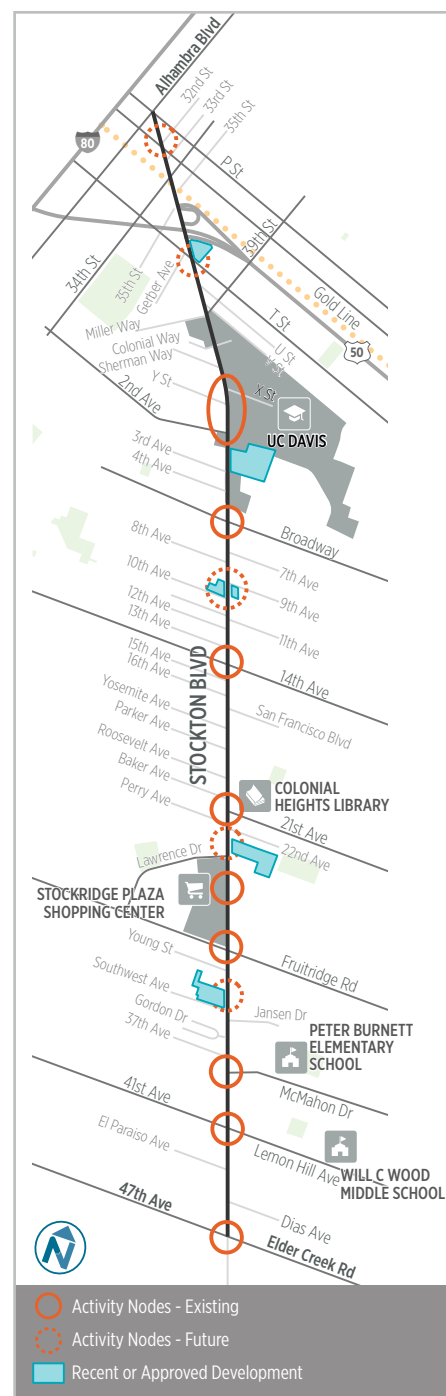 Alhambra Blvd
32nd St
33rd St
35th St
80
P St
39th St
34th St
35th St
Gerber Ave
Gold Line
50
T St
Miller Way
Colonial Way
Sherman Way
U St
V St
Y St
X St
2nd Ave
UC DAVIS
3rd Ave
4th Ave
Broadway
8th Ave
7th Ave
10th Ave
9th Ave
12th Ave
13th Ave
11th Ave
STOCKTON BLVD
14th Ave
15th Ave
16th Ave
San Francisco Blvd
Yosemite Ave
Parker Ave
Roosevelt Ave
Baker Ave
Perry Ave
COLONIAL
HEIGHTS LIBRARY
21st Ave
22nd Ave
Lawrence Dr
STOCKRIDGE PLAZA
SHOPPING CENTER
Young St
Fruitridge Rd
Southwest Ave
Gordon Dr
Jansen Dr
37th Ave
PETER BURNETT
ELEMENTARY
SCHOOL
41st Ave
McMahon Dr
El Paraiso Ave
Lemon Hill Ave
WILL C WOOD
MIDDLE SCHOOL
47th Ave
Dias Ave
Elder Creek Rd
N
Activity Nodes - Existing
Activity Nodes - Future
Recent or Approved Development